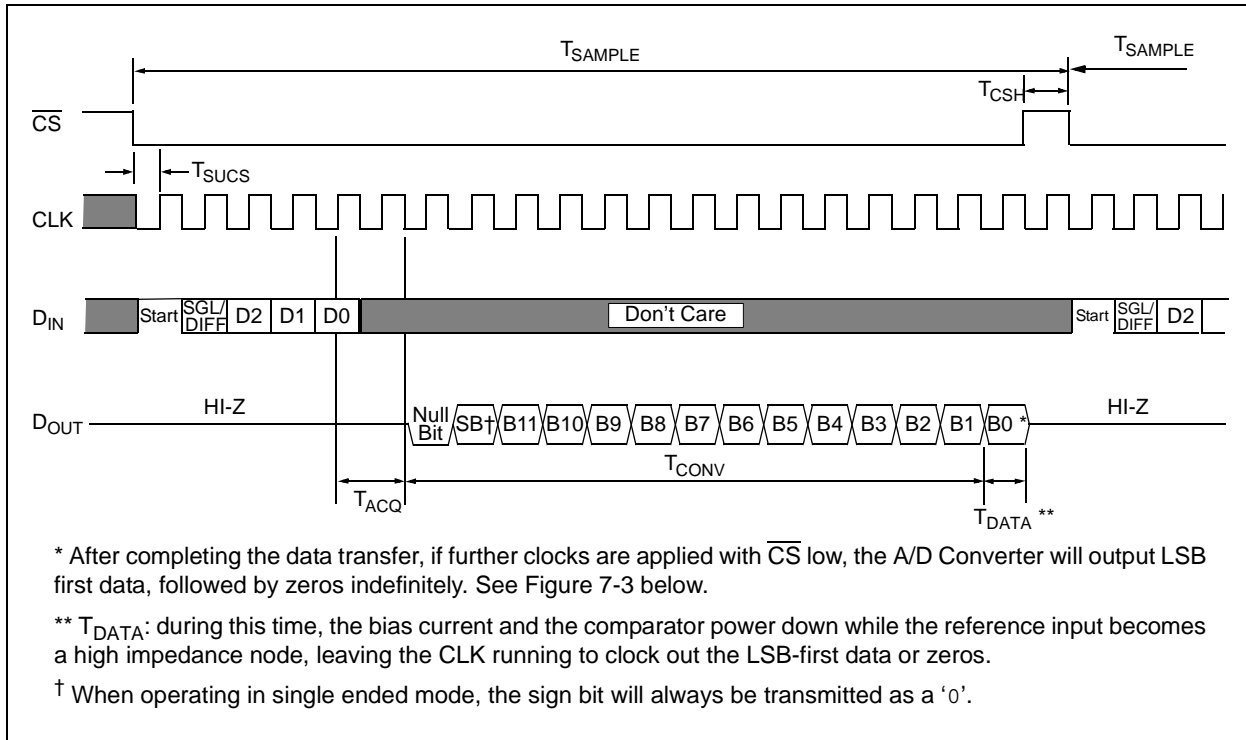 TSAMPLE TSAMPLE
TCSH
CS
TSUCS
CLK
DIN Start SGL/DIFF D2 D1 D0 Don't Care Start SGL/DIFF D2
HI-Z HI-Z
DOUT Null Bit SB† B11 B10 B9 B8 B7 B6 B5 B4 B3 B2 B1 B0 *
TCONV
TACQ
TDATA **
* After completing the data transfer, if further clocks are applied with CS low, the A/D Converter will output LSB
first data, followed by zeros indefinitely. See Figure 7-3 below.
** TDATA: during this time, the bias current and the comparator power down while the reference input becomes
a high impedance node, leaving the CLK running to clock out the LSB-first data or zeros.
† When operating in single ended mode, the sign bit will always be transmitted as a ‘0’.